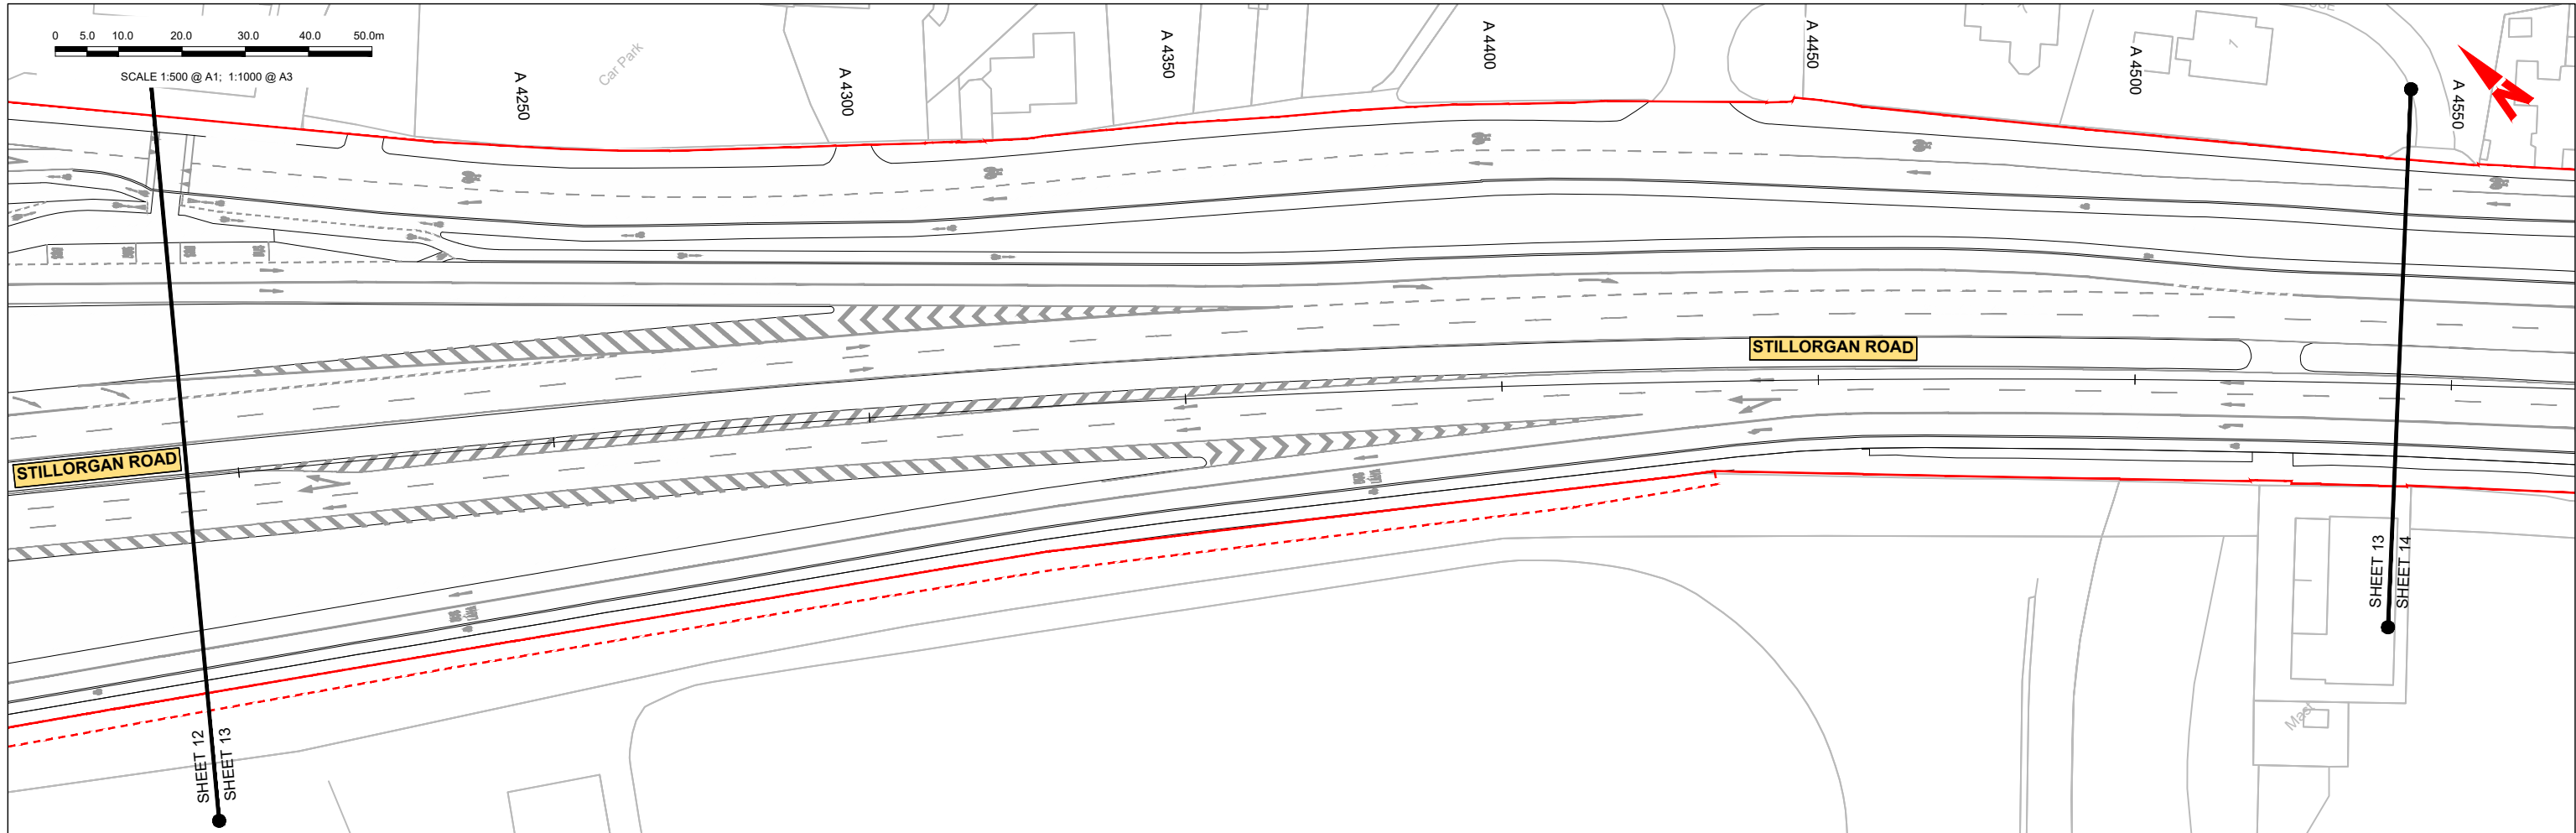 0 5.0 10.0 20.0 30.0 40.0 50.0m
SCALE 1:500 @ A1; 1:1000 @ A3
A 4250
Car Park
A 4300
A 4350
A 4400
A 4450
A 4500
A 4550
STILLORGAN ROAD
STILLORGAN ROAD
SHEET 12
SHEET 13
SHEET 13
SHEET 14
Mast